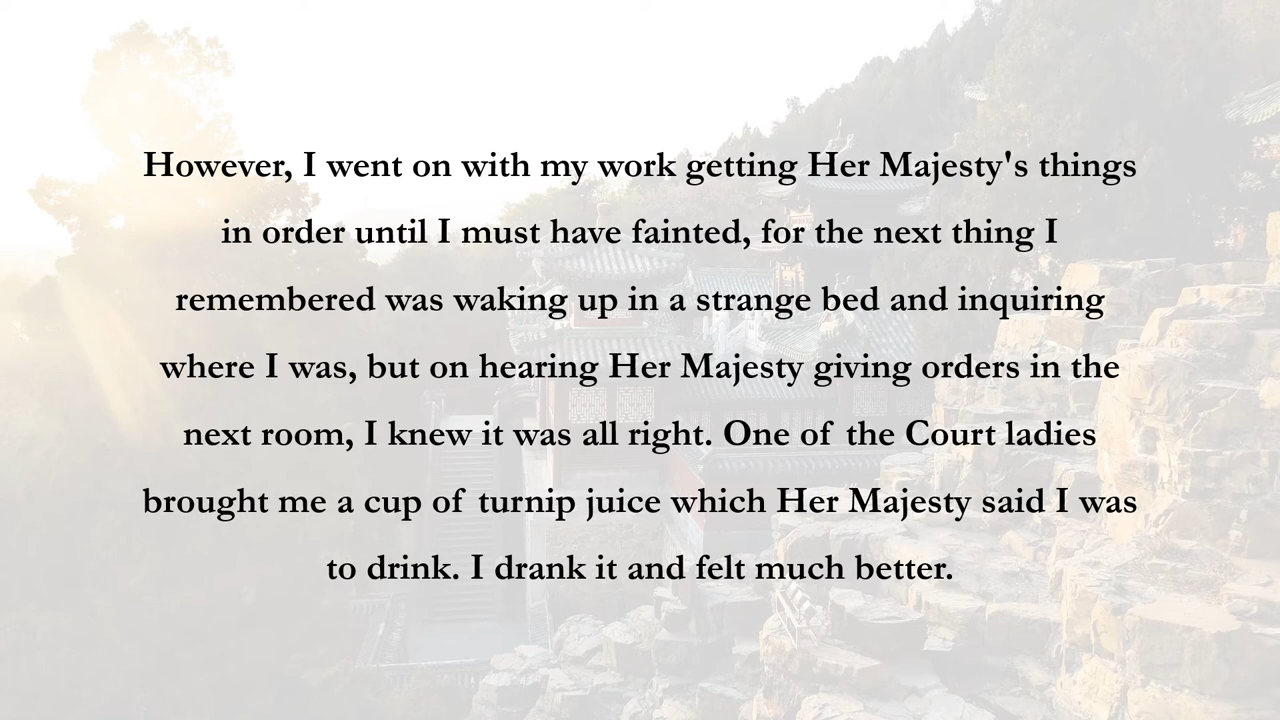 However, I went on with my work getting Her Majesty's things
in order until I must have fainted, for the next thing I
remembered was waking up in a strange bed and inquiring
where I was, but on hearing Her Majesty giving orders in the
next room, I knew it was all right. One of the Court ladies
brought me a cup of turnip juice which Her Majesty said I was
to drink. I drank it and felt much better.